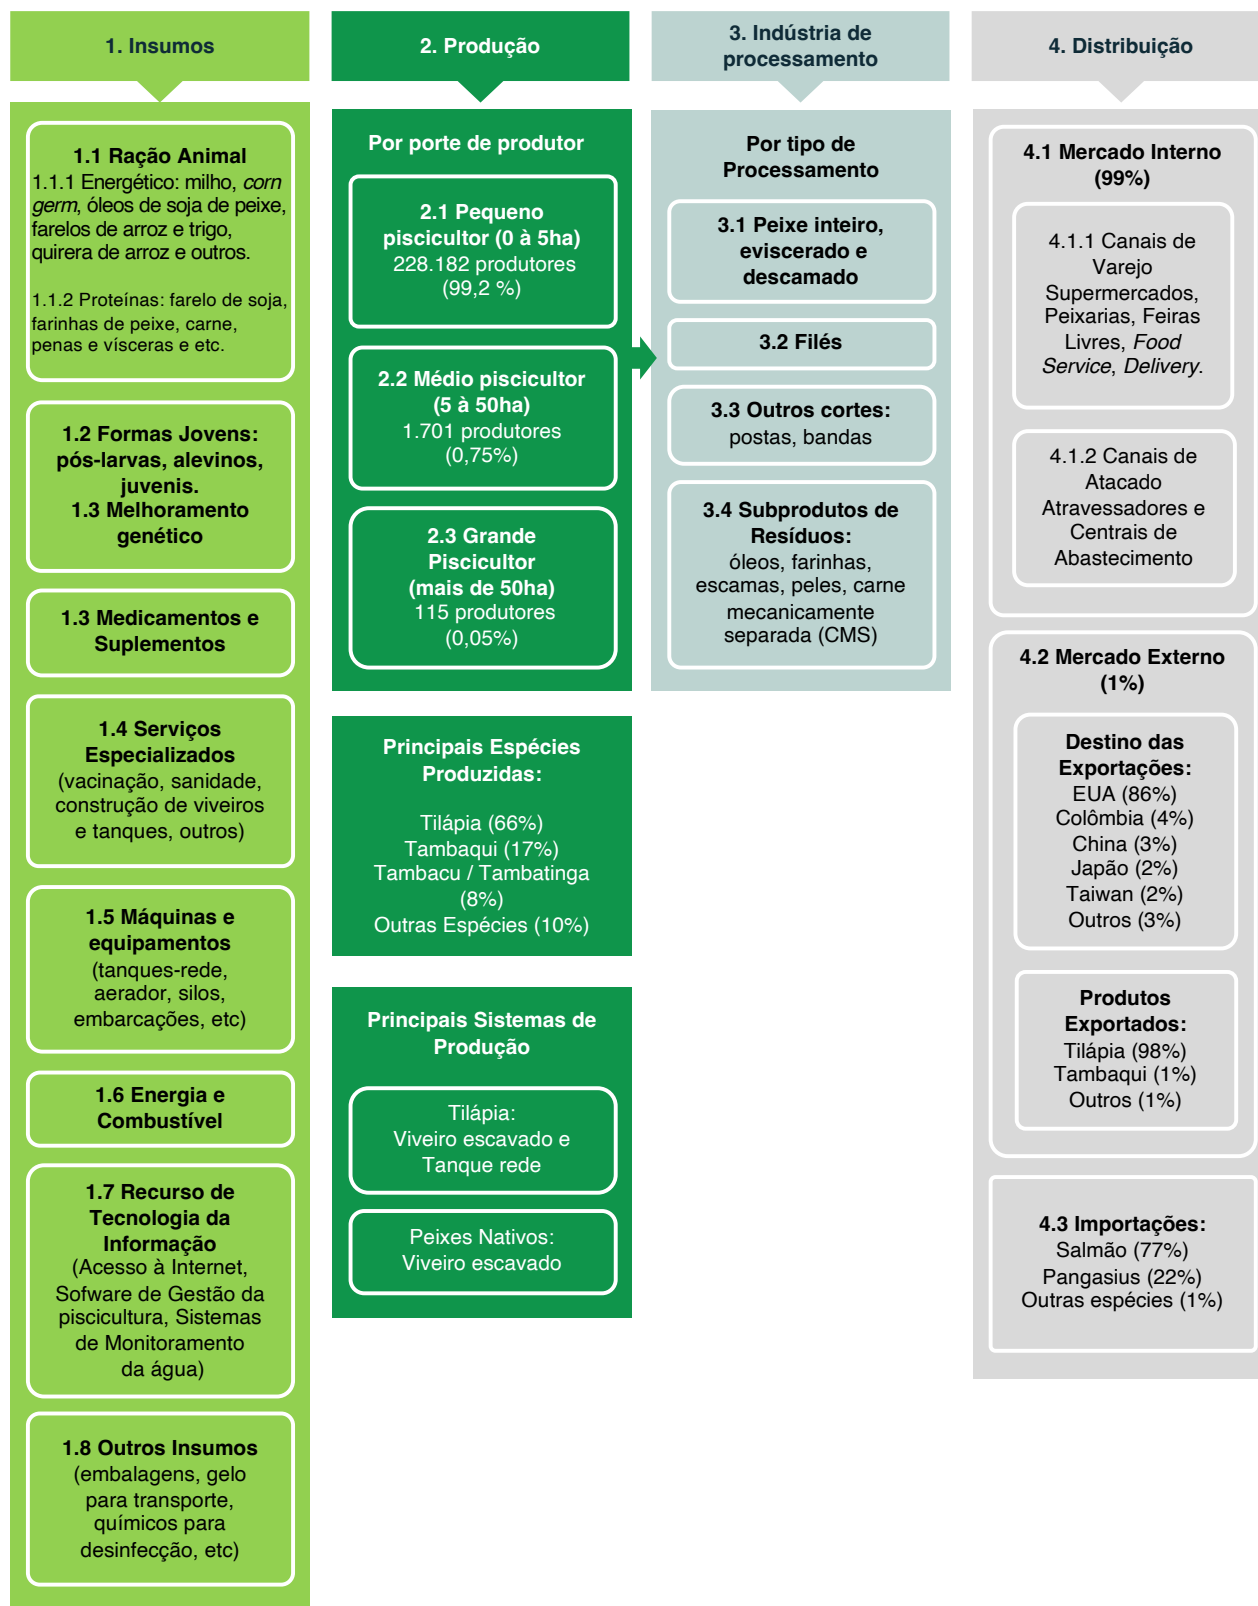 1. Insumos
1.1 Ração Animal
1.1.1 Energético: milho, corn
germ, óleos de soja de peixe,
farelos de arroz e trigo,
quirera de arroz e outros.
1.1.2 Proteínas: farelo de soja,
farinhas de peixe, carne,
penas e vísceras e etc.
1.2 Formas Jovens:
pós-larvas, alevinos,
juvenis.
1.3 Melhoramento
genético
1.3 Medicamentos e
Suplementos
1.4 Serviços
Especializados
(vacinação, sanidade,
construção de viveiros
e tanques, outros)
1.5 Máquinas e
equipamentos
(tanques-rede,
aerador, silos,
embarcações, etc)
1.6 Energia e
Combustível
1.7 Recurso de
Tecnologia da
Informação
(Acesso à Internet,
Sofware de Gestão da
piscicultura, Sistemas
de Monitoramento
da água)
1.8 Outros Insumos
(embalagens, gelo
para transporte,
químicos para
desinfecção, etc)
2. Produção
Por porte de produtor
2.1 Pequeno
piscicultor (0 à 5ha)
228.182 produtores
(99,2 %)
2.2 Médio piscicultor
(5 à 50ha)
1.701 produtores
(0,75%)
2.3 Grande
Piscicultor
(mais de 50ha)
115 produtores
(0,05%)
Principais Espécies
Produzidas:
Tilápia (66%)
Tambaqui (17%)
Tambacu / Tambatinga
(8%)
Outras Espécies (10%)
Principais Sistemas de
Produção
Tilápia:
Viveiro escavado e
Tanque rede
Peixes Nativos:
Viveiro escavado
3. Indústria de
processamento
Por tipo de
Processamento
3.1 Peixe inteiro,
eviscerado e
descamado
3.2 Filés
3.3 Outros cortes:
postas, bandas
3.4 Subprodutos de
Resíduos:
óleos, farinhas,
escamas, peles, carne
mecanicamente
separada (CMS)
4. Distribuição
4.1 Mercado Interno
(99%)
4.1.1 Canais de
Varejo
Supermercados,
Peixarias, Feiras
Livres, Food
Service, Delivery.
4.1.2 Canais de
Atacado
Atravessadores e
Centrais de
Abastecimento
4.2 Mercado Externo
(1%)
Destino das
Exportações:
EUA (86%)
Colômbia (4%)
China (3%)
Japão (2%)
Taiwan (2%)
Outros (3%)
Produtos
Exportados:
Tilápia (98%)
Tambaqui (1%)
Outros (1%)
4.3 Importações:
Salmão (77%)
Pangasius (22%)
Outras espécies (1%)